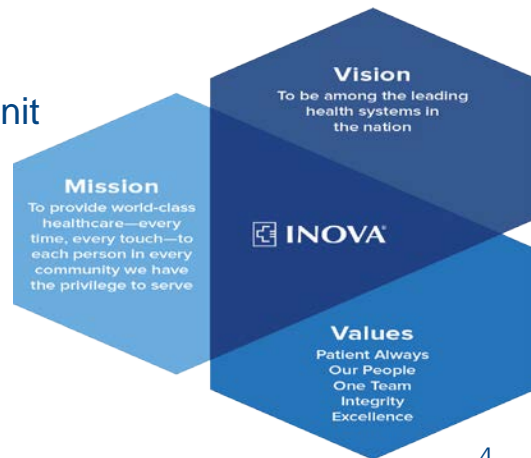 nit
Vision
To be among the leading
health systems in
the nation
Mission
To provide world-class
healthcare—every
time, every touch—to
each person in every
community we have
the privilege to serve
INOVA
Values
Patient Always
Our People
One Team
Integrity
Excellence
4